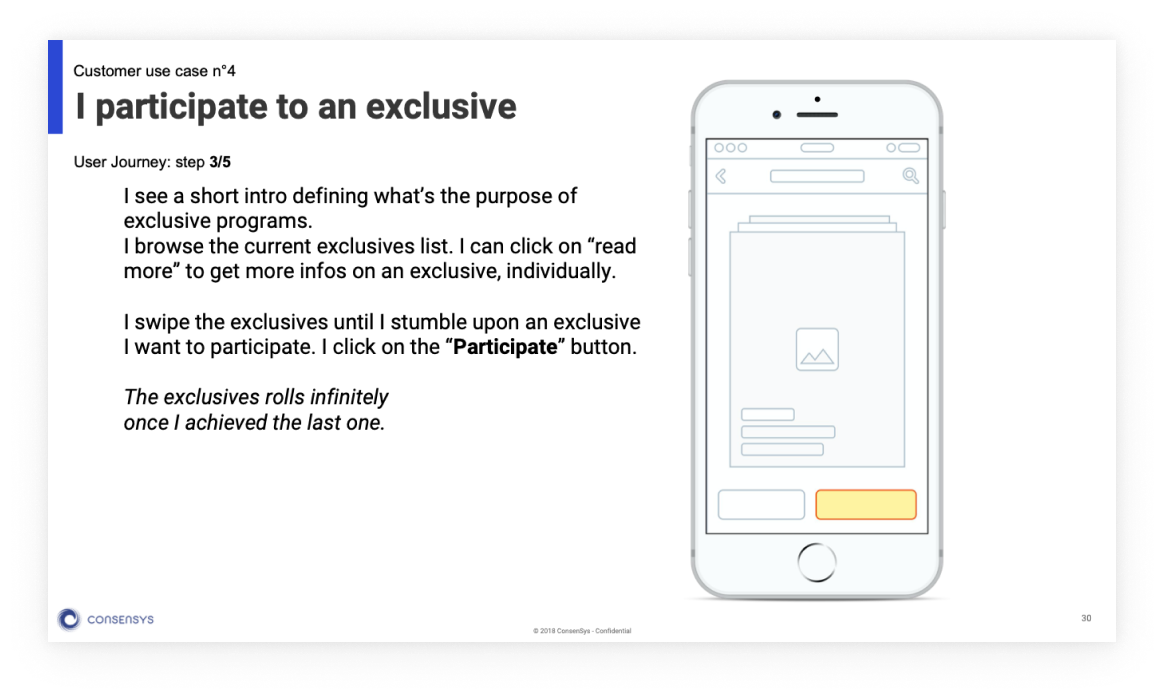 Customer use case n°4
I participate to an exclusive
User Journey: step 3/5
I see a short intro defining what’s the purpose of
exclusive programs.
I browse the current exclusives list. I can click on “read
more” to get more infos on an exclusive, individually.
I swipe the exclusives until I stumble upon an exclusive
I want to participate. I click on the “Participate” button.
The exclusives rolls infinitely
once I achieved the last one.
CONSENSYS
© 2018 ConsenSys - Confidential
30